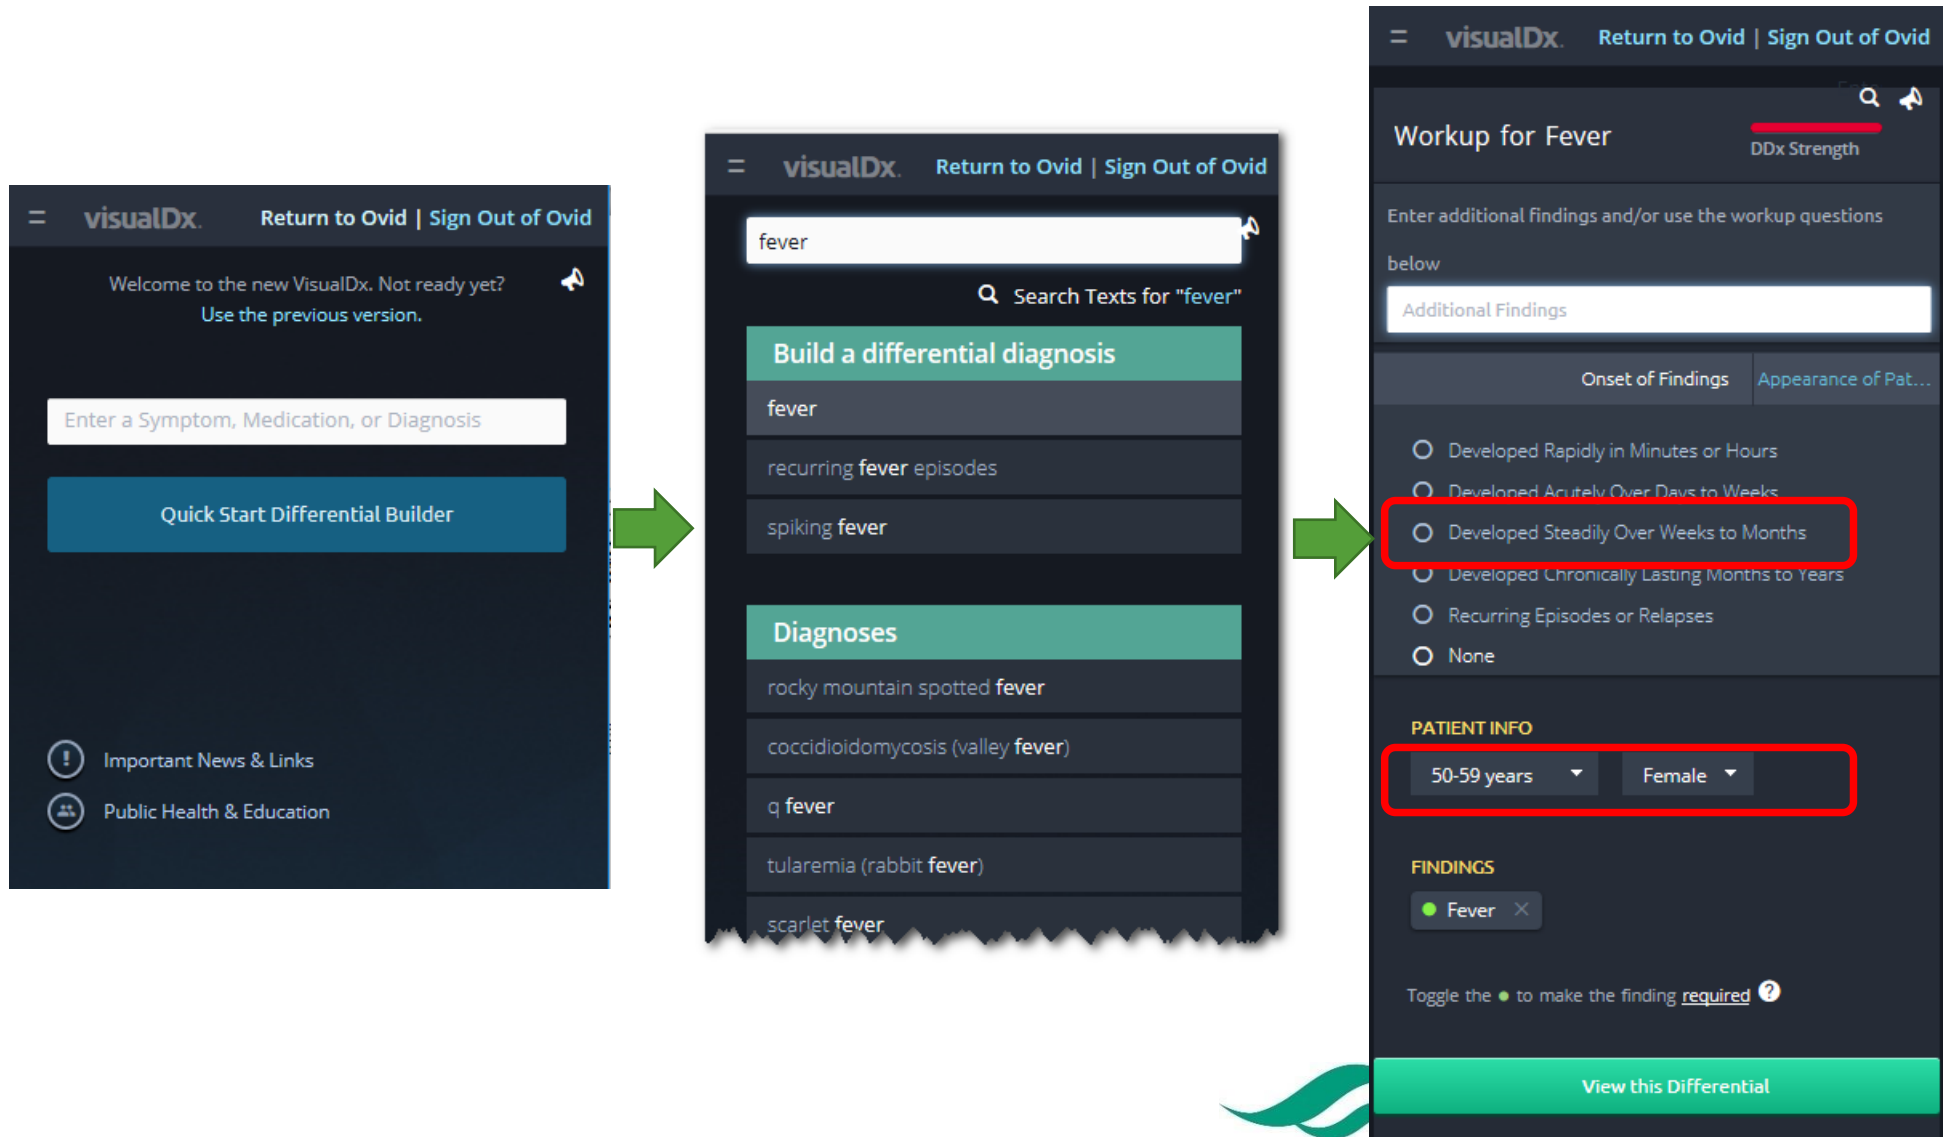 visualDx. Return to Ovid | Sign Out of Ovid
Welcome to the new VisualDx. Not ready yet?
Use the previous version.
Enter a Symptom, Medication, or Diagnosis
Quick Start Differential Builder
Important News & Links
Public Health & Education
visualDx. Return to Ovid | Sign Out of Ovid
fever
Search Texts for "fever"
Build a differential diagnosis
fever
recurring fever episodes
spiking fever
Diagnoses
rocky mountain spotted fever
coccidioidomycosis (valley fever)
q fever
tularemia (rabbit fever)
scarlet fever
visualDx. Return to Ovid | Sign Out of Ovid
Workup for Fever
DDx Strength
Enter additional findings and/or use the workup questions
below
Additional Findings
Onset of Findings Appearance of Pat...
Developed Rapidly in Minutes or Hours
Developed Acutely Over Days to Weeks
Developed Steadily Over Weeks to Months
Developed Chronically Lasting Months to Years
Recurring Episodes or Relapses
None
PATIENT INFO
50-59 years Female
FINDINGS
Fever
Toggle the ● to make the finding required ?
View this Differential